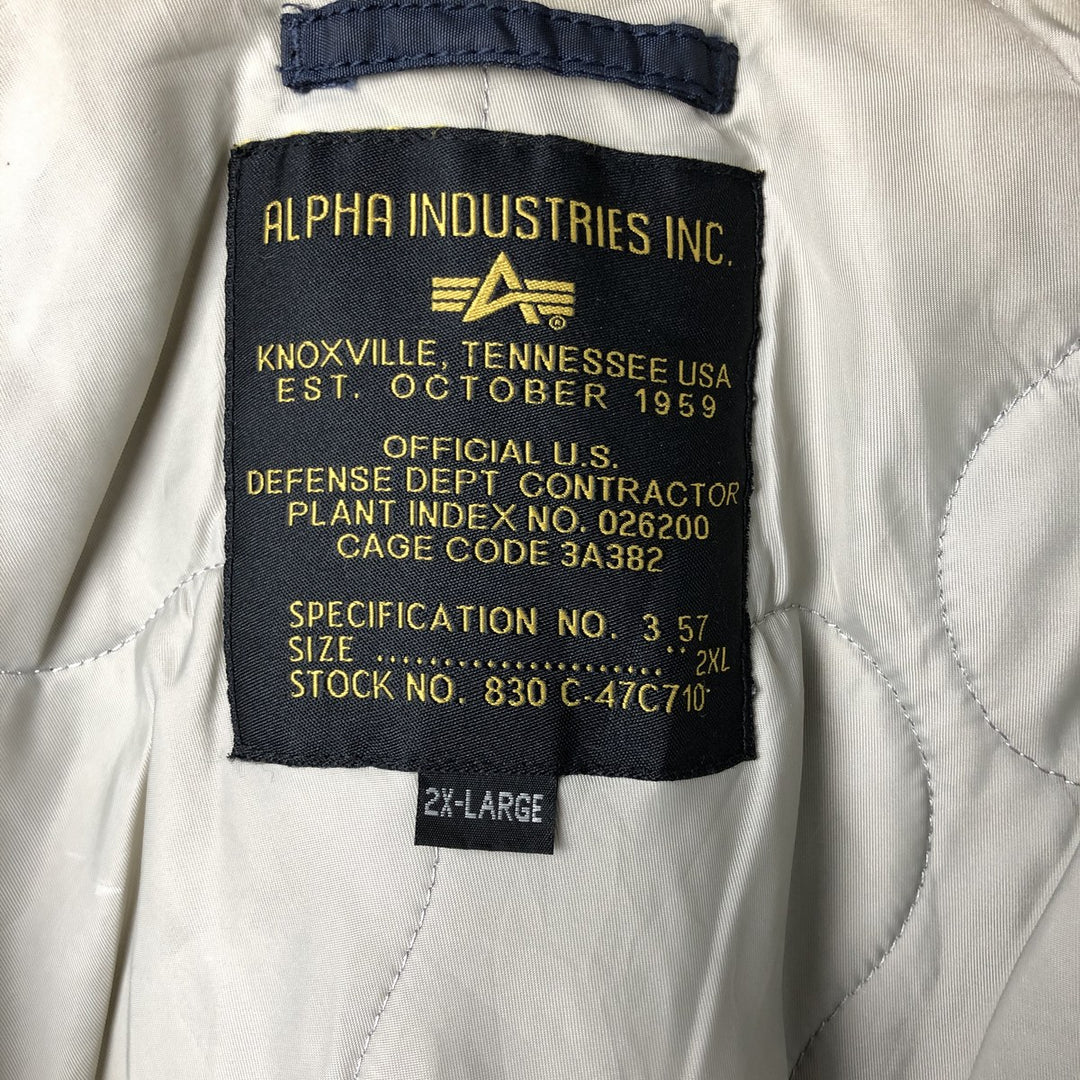 ALPHA INDUSTRIES INC.
®
KNOXVILLE, TENNESSEE USA
EST. OCTOBER 1959
OFFICIAL U.S.
DEFENSE DEPT CONTRACTOR
PLANT INDEX NO. 026200
CAGE CODE 3A382
SPECIFICATION NO. 3 57
SIZE ........................ 2XL
STOCK NO. 830 C-47C710
2X-LARGE